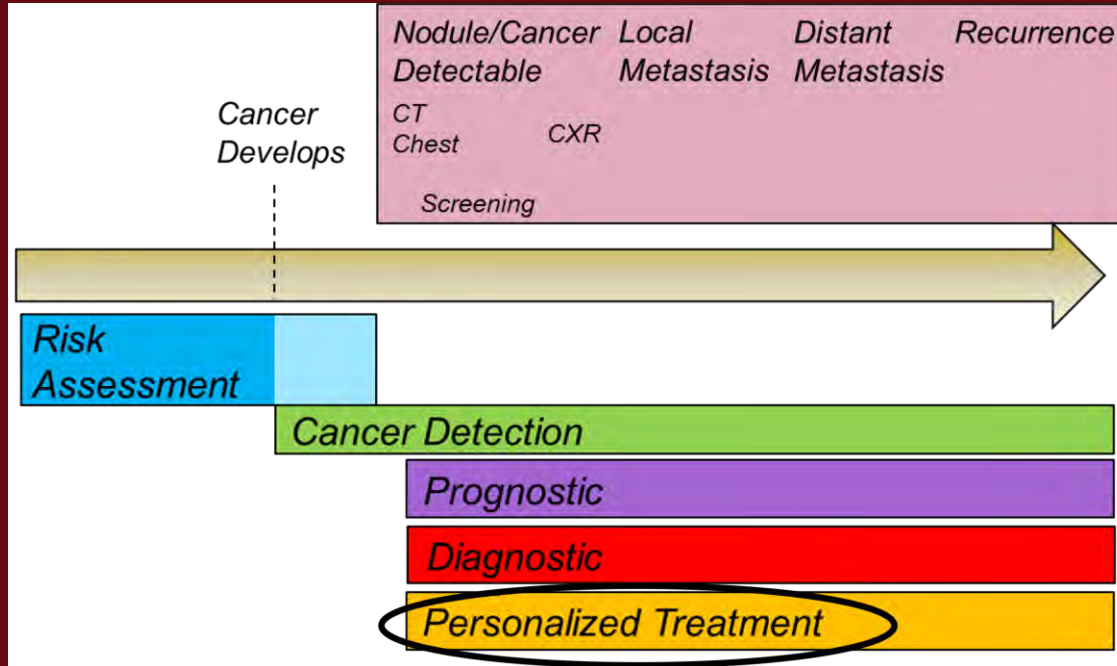 Nodule/Cancer
Detectable
Local
Metastasis
Distant
Metastasis
Recurrence
CT
Chest
CXR
Screening
Cancer
Develops
Risk
Assessment
Cancer Detection
Prognostic
Diagnostic
Personalized Treatment